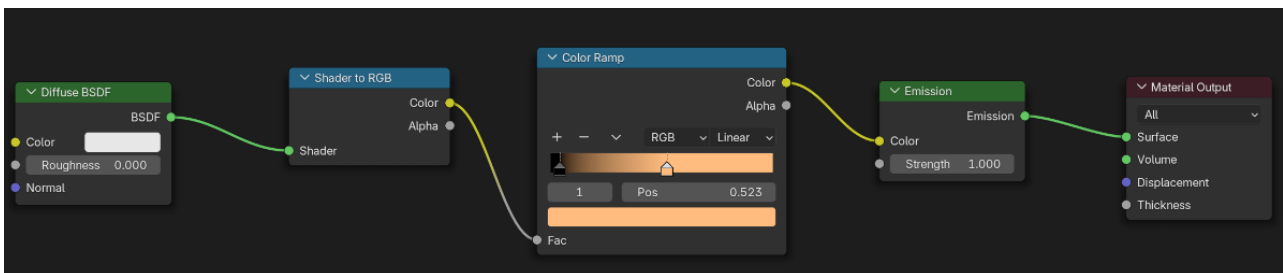 Diffuse BSDF
BSDF
Color
Roughness 0.000
Normal
Shader to RGB
Color
Alpha
Shader
Color Ramp
Color
Alpha
+ − RGB Linear
1 Pos 0.523
Fac
Emission
Emission
Color
Strength 1.000
Material Output
All
Surface
Volume
Displacement
Thickness